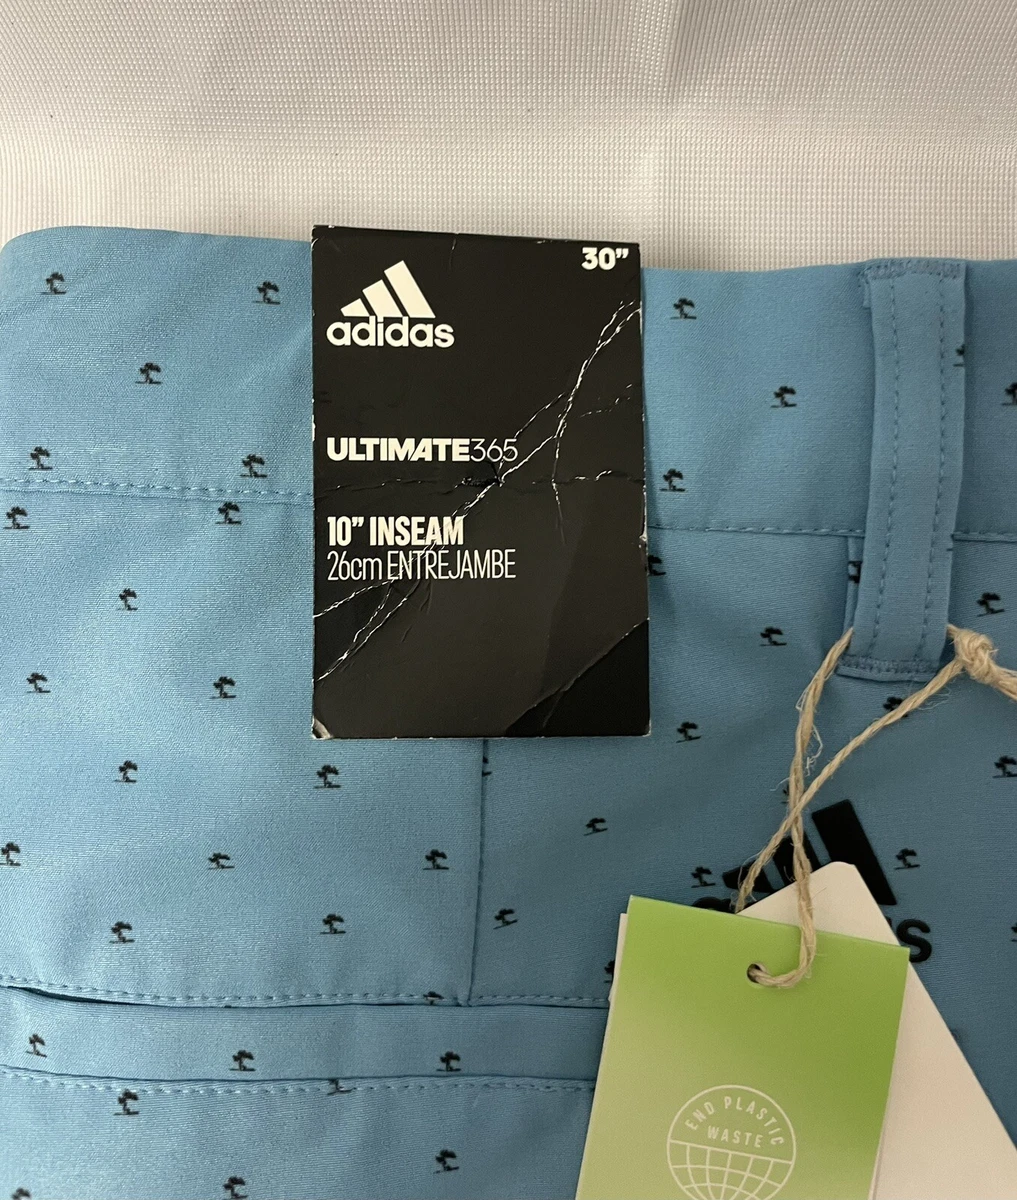 30”
adidas
ULTIMATE365
10” INSEAM
26cm ENTREJAMBE
END PLASTIC
WASTE